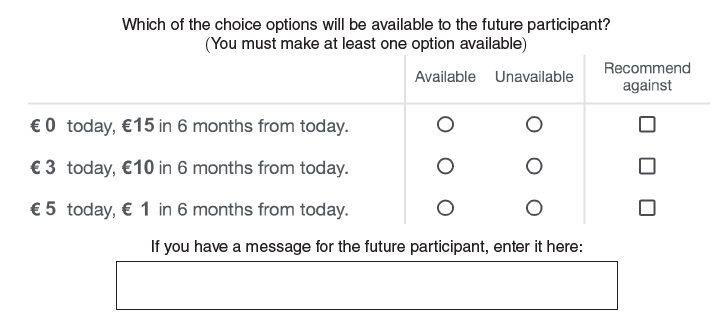 Which of the choice options will be available to the future participant?
(You must make at least one option available)
Available Unavailable Recommend against
€ 0 today, €15 in 6 months from today.
€ 3 today, €10 in 6 months from today.
€ 5 today, € 1 in 6 months from today.
If you have a message for the future participant, enter it here: